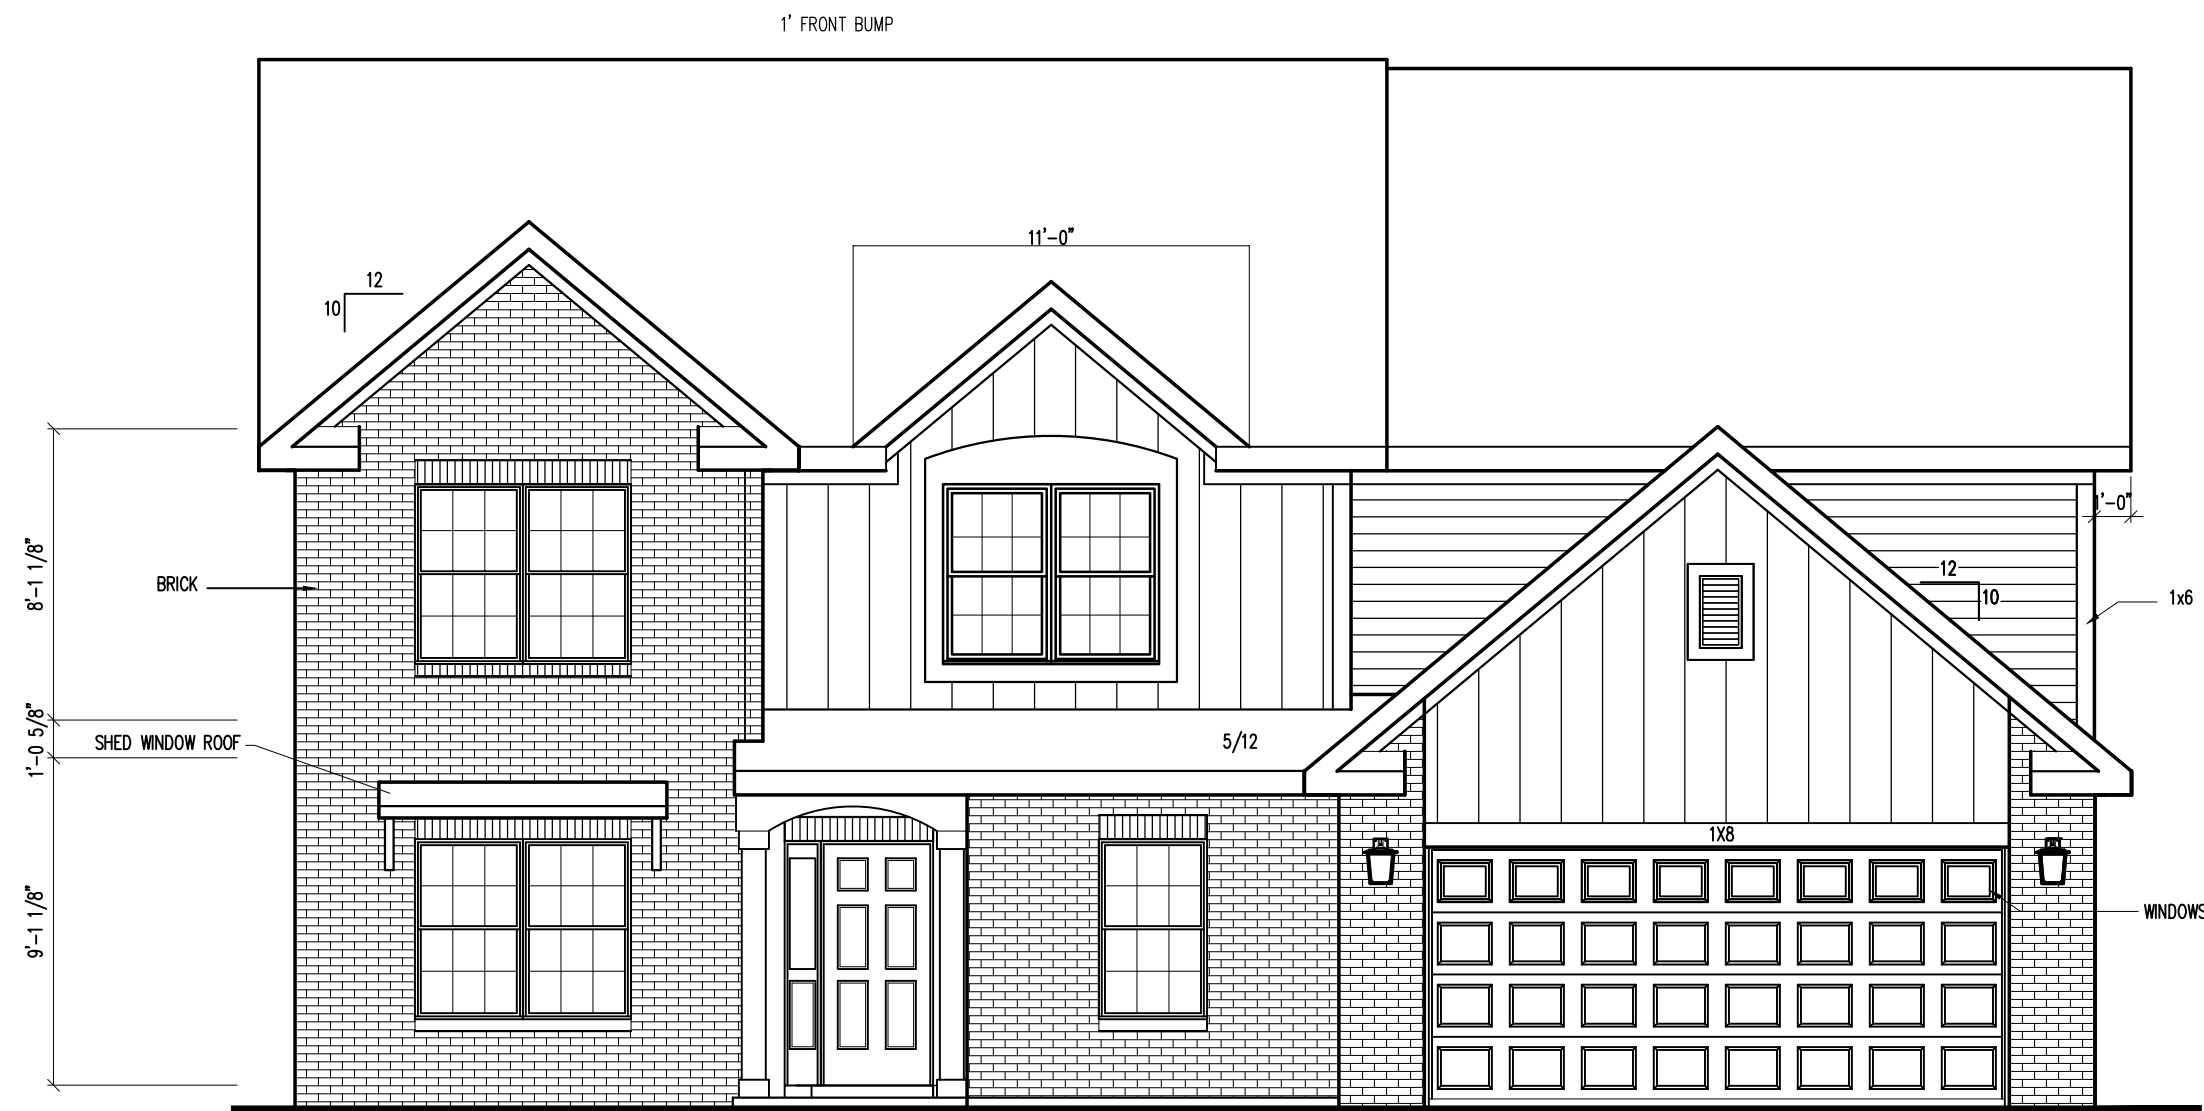 1' FRONT BUMP
11'-0"
12
10
8'-1 1/8"
BRICK
1'-0"
12
10
1x6
1'-0 5/8"
SHED WINDOW ROOF
5/12
1X8
9'-1 1/8"
WINDOWS